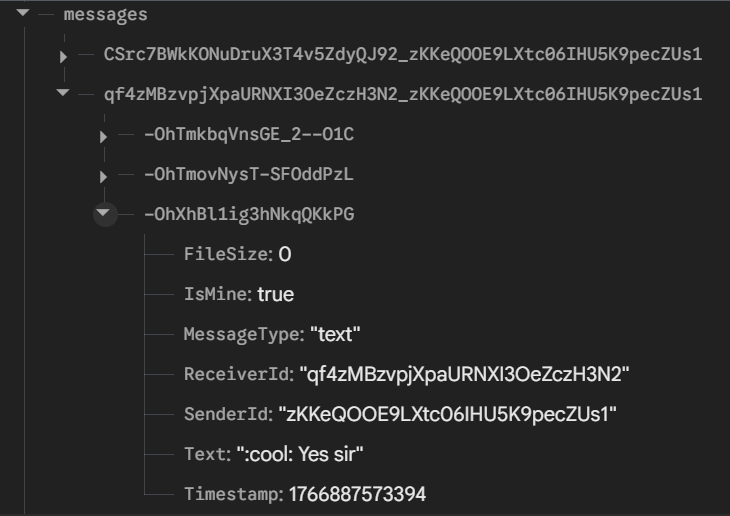 messages
CSrc7BWkKONuDruX3T4v5ZdyQJ92_zKKeQOOE9LXtc06IHU5K9pecZUs1
qf4zMBzvpjXpaURNXI3OeZczH3N2_zKKeQOOE9LXtc06IHU5K9pecZUs1
-OhTmkbqVnsGE_2--O1C
-OhTmovNysT-SFOddPzL
-OhXhBl1ig3hNkqQKkPG
FileSize: 0
IsMine: true
MessageType: "text"
ReceiverId: "qf4zMBzvpjXpaURNXI3OeZczH3N2"
SenderId: "zKKeQOOE9LXtc06IHU5K9pecZUs1"
Text: ":cool: Yes sir"
Timestamp: 1766887573394